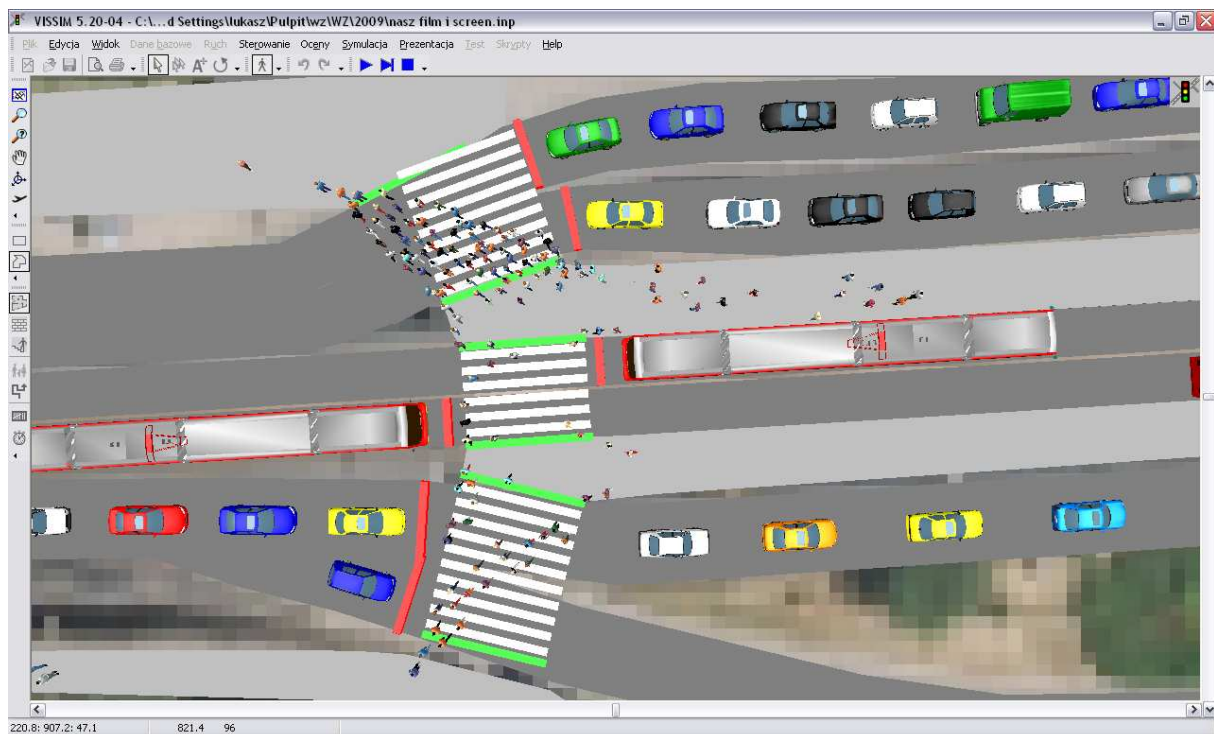 VISSIM 5.20-04 - C:\...d Settings\lukasz\Pulpit\wz\WZ\2009\nasz film i screen.inp
Plik Edycja Widok Dane bazowe Ruch Sterowanie Oceny Symulacja Prezentacja Test Skrypty Help
220.8: 907.2: 47.1 821.4 96